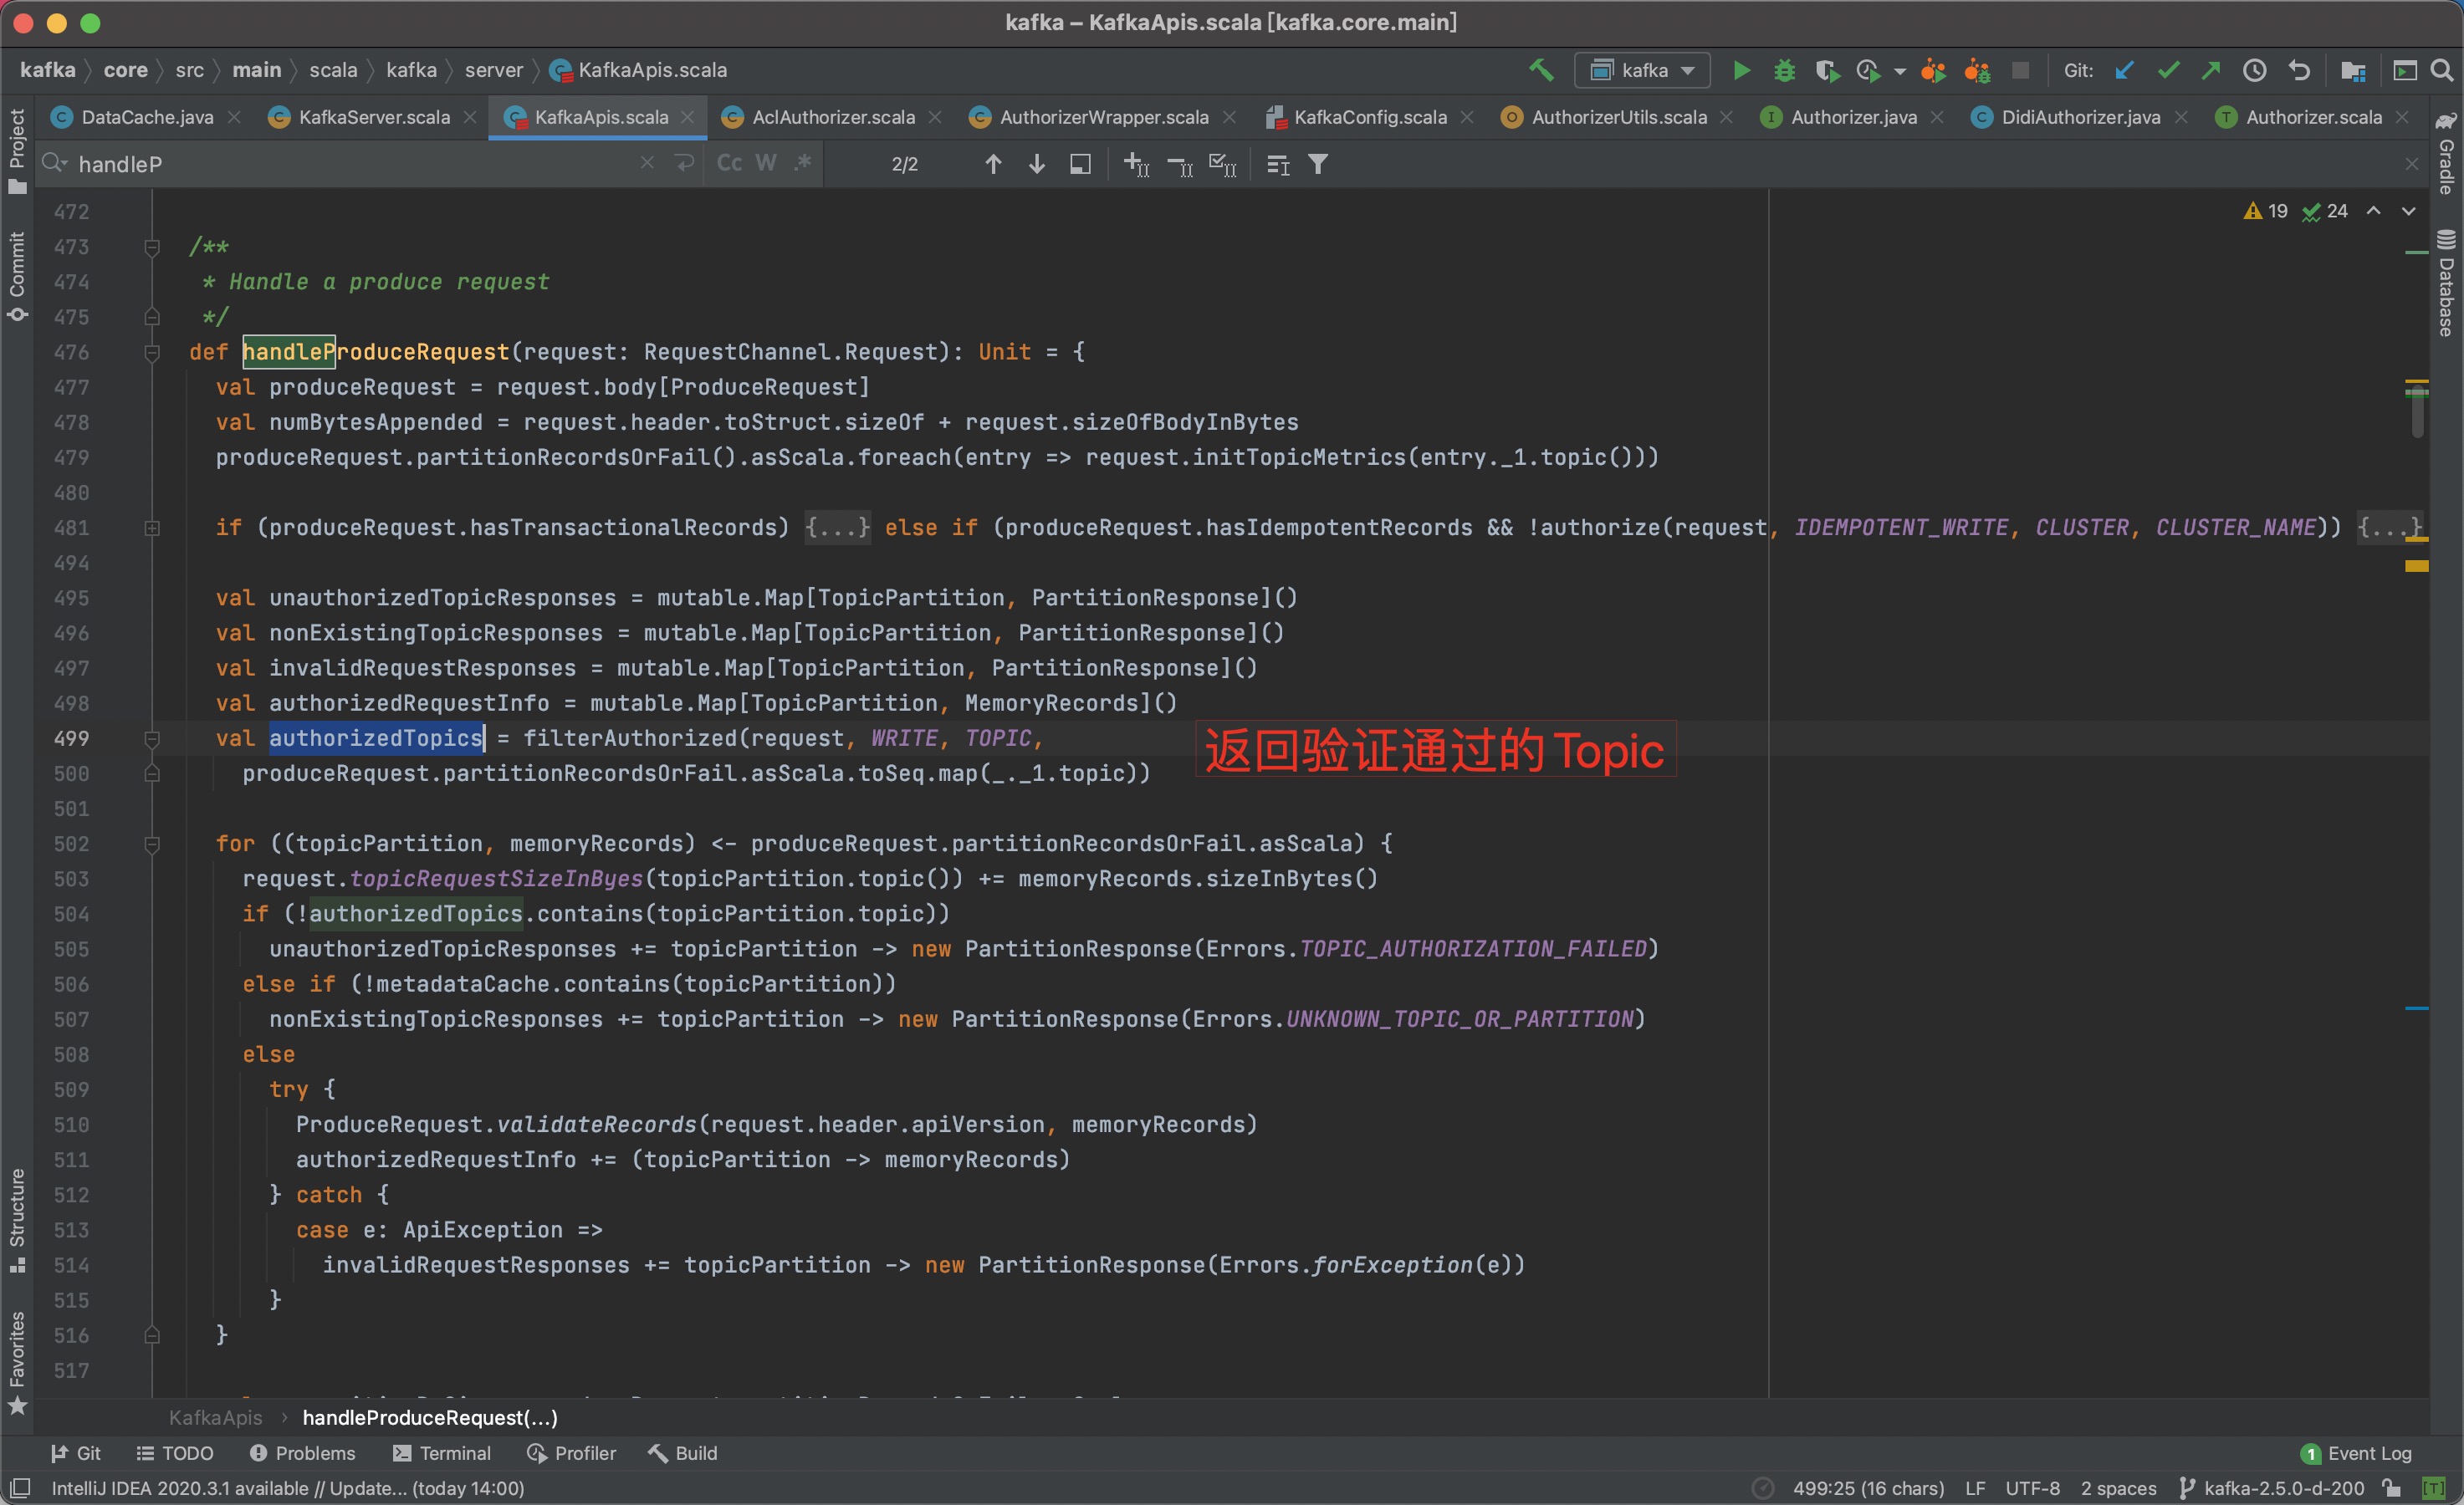 kafka – KafkaApis.scala [kafka.core.main]
kafka core src main scala kafka server KafkaApis.scala kafka Git:
DataCache.java KafkaServer.scala KafkaApis.scala AclAuthorizer.scala AuthorizerWrapper.scala KafkaConfig.scala AuthorizerUtils.scala Authorizer.java DidiAuthorizer.java Authorizer.scala
handleP Cc W .* 2/2
Project
Commit
Structure
Favorites
Gradle
Database
19 24
472
473 /**
474 * Handle a produce request
475 */
476 def handleProduceRequest(request: RequestChannel.Request): Unit = {
477 val produceRequest = request.body[ProduceRequest]
478 val numBytesAppended = request.header.toStruct.sizeOf + request.sizeOfBodyInBytes
479 produceRequest.partitionRecordsOrFail().asScala.foreach(entry => request.initTopicMetrics(entry._1.topic()))
480
481 if (produceRequest.hasTransactionalRecords) {...} else if (produceRequest.hasIdempotentRecords && !authorize(request, IDEMPOTENT_WRITE, CLUSTER, CLUSTER_NAME)) {...}
494
495 val unauthorizedTopicResponses = mutable.Map[TopicPartition, PartitionResponse]()
496 val nonExistingTopicResponses = mutable.Map[TopicPartition, PartitionResponse]()
497 val invalidRequestResponses = mutable.Map[TopicPartition, PartitionResponse]()
498 val authorizedRequestInfo = mutable.Map[TopicPartition, MemoryRecords]()
499 val authorizedTopics = filterAuthorized(request, WRITE, TOPIC,
返回验证通过的Topic
500 produceRequest.partitionRecordsOrFail.asScala.toSeq.map(_._1.topic))
501
502 for ((topicPartition, memoryRecords) <- produceRequest.partitionRecordsOrFail.asScala) {
503 request.topicRequestSizeInByes(topicPartition.topic()) += memoryRecords.sizeInBytes()
504 if (!authorizedTopics.contains(topicPartition.topic))
505 unauthorizedTopicResponses += topicPartition -> new PartitionResponse(Errors.TOPIC_AUTHORIZATION_FAILED)
506 else if (!metadataCache.contains(topicPartition))
507 nonExistingTopicResponses += topicPartition -> new PartitionResponse(Errors.UNKNOWN_TOPIC_OR_PARTITION)
508 else
509 try {
510 ProduceRequest.validateRecords(request.header.apiVersion, memoryRecords)
511 authorizedRequestInfo += (topicPartition -> memoryRecords)
512 } catch {
513 case e: ApiException =>
514 invalidRequestResponses += topicPartition -> new PartitionResponse(Errors.forException(e))
515 }
516 }
517
KafkaApis handleProduceRequest(...)
Git TODO Problems Terminal Profiler Build 1 Event Log
IntelliJ IDEA 2020.3.1 available // Update... (today 14:00) 499:25 (16 chars) LF UTF-8 2 spaces kafka-2.5.0-d-200 [T]